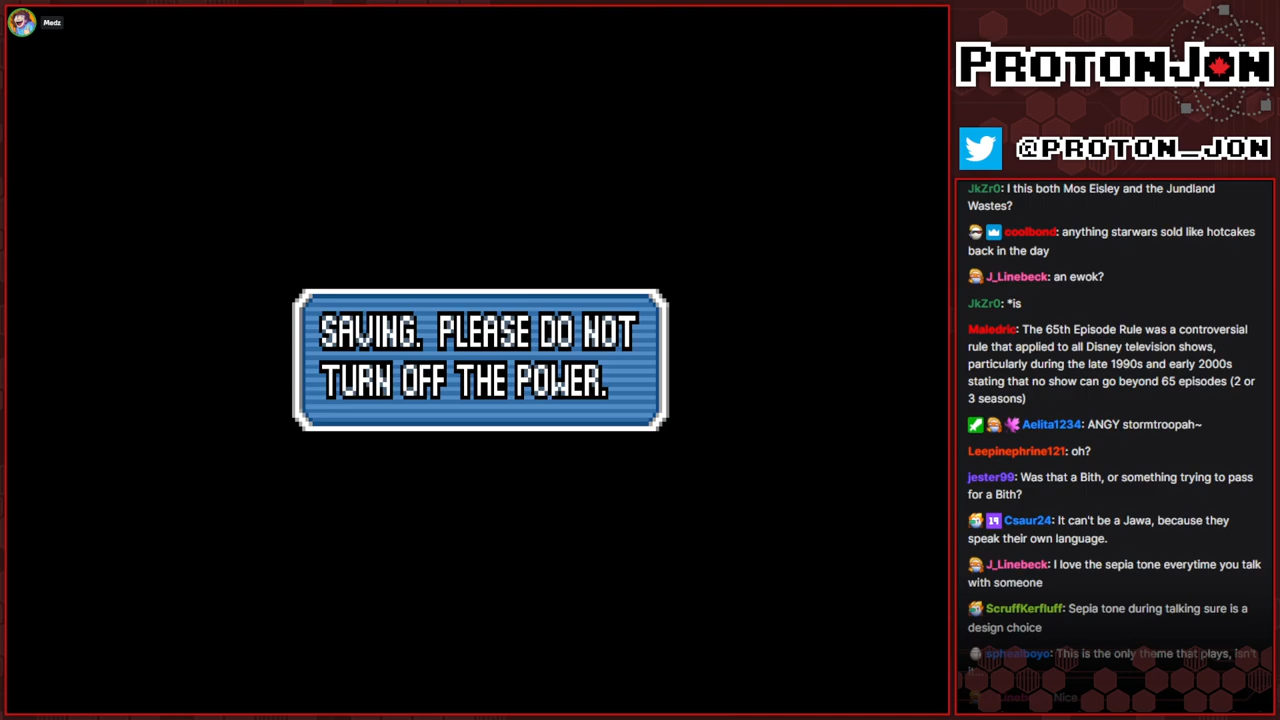 Medz
SAVING. PLEASE DO NOT
TURN OFF THE POWER.
PROTONJON
@PROTON_JON
JkZr0: I this both Mos Eisley and the Jundland
Wastes?
coolbond: anything starwars sold like hotcakes
back in the day
J_Linebeck: an ewok?
JkZr0: *is
Maledric: The 65th Episode Rule was a controversial
rule that applied to all Disney television shows,
particularly during the late 1990s and early 2000s
stating that no show can go beyond 65 episodes (2 or
3 seasons)
Aelita1234: ANGY stormtroopah~
Leepinephrine121: oh?
jester99: Was that a Bith, or something trying to pass
for a Bith?
19 Csaur24: It can't be a Jawa, because they
speak their own language.
J_Linebeck: I love the sepia tone everytime you talk
with someone
ScruffKerfluff: Sepia tone during talking sure is a
design choice
sphealboyo: This is the only theme that plays, isn't
Nice